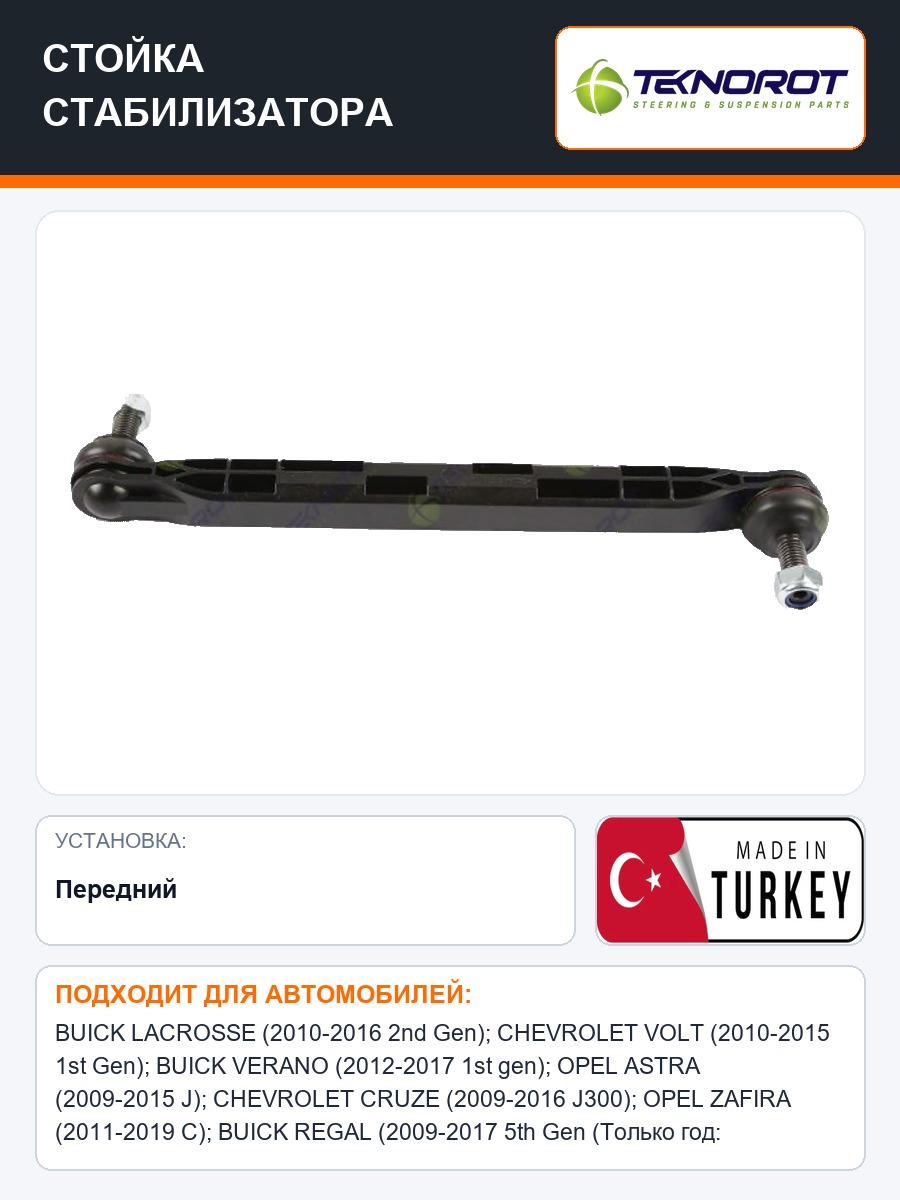 СТОЙКА
СТАБИЛИЗАТОРА
TEKNOROT
STEERING & SUSPENSION PARTS
УСТАНОВКА:
Передний
MADE IN
TURKEY
ПОДХОДИТ ДЛЯ АВТОМОБИЛЕЙ:
BUICK LACROSSE (2010-2016 2nd Gen); CHEVROLET VOLT (2010-2015
1st Gen); BUICK VERANO (2012-2017 1st gen); OPEL ASTRA
(2009-2015 J); CHEVROLET CRUZE (2009-2016 J300); OPEL ZAFIRA
(2011-2019 C); BUICK REGAL (2009-2017 5th Gen (Только год: